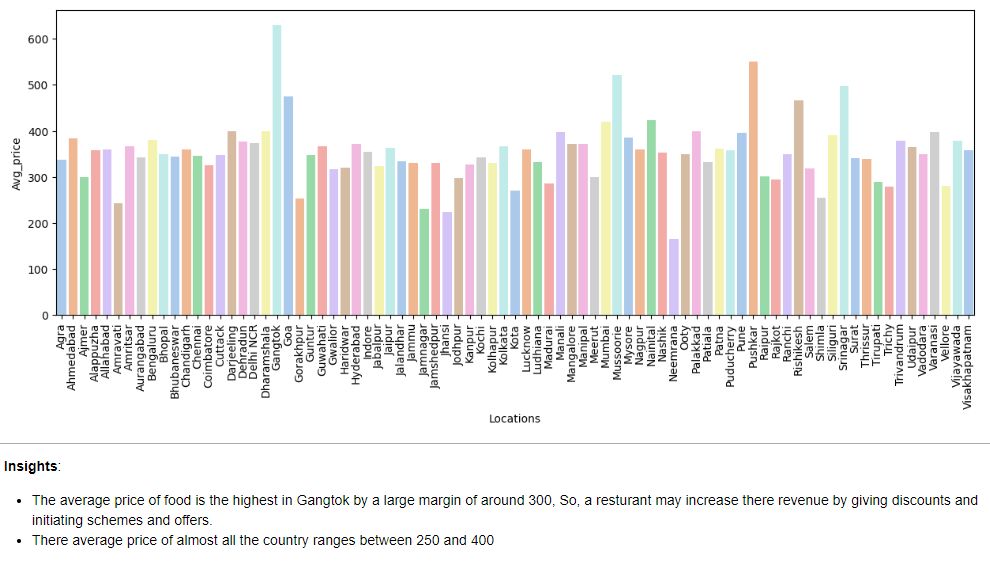 600
500
400
300
200
100
0
Avg_price
Agra
Ahmedabad
Ajmer
Alappuzha
Allahabad
Amravati
Amritsar
Aurangabad
Bengaluru
Bhopal
Bhubaneswar
Chandigarh
Chennai
Coimbatore
Cuttack
Darjeeling
Dehradun
Delhi NCR
Dharamshala
Gangtok
Goa
Gorakhpur
Guntur
Guwahati
Gwalior
Haridwar
Hyderabad
Indore
Jabalpur
Jaipur
Jalandhar
Jammu
Jamnagar
Jamshedpur
Jhansi
Jodhpur
Kanpur
Kochi
Kolhapur
Kolkata
Kota
Lucknow
Ludhiana
Madurai
Manali
Mangalore
Manipal
Meerut
Mumbai
Mussoorie
Mysore
Nagpur
Nainital
Nashik
Neemrana
Ooty
Palakkad
Patiala
Patna
Puducherry
Pune
Pushkar
Raipur
Rajkot
Ranchi
Rishikesh
Salem
Shimla
Siliguri
Srinagar
Surat
Thrissur
Tirupati
Trichy
Trivandrum
Udaipur
Vadodara
Varanasi
Vellore
Vijayawada
Visakhapatnam
Locations
Insights:
• The average price of food is the highest in Gangtok by a large margin of around 300, So, a resturant may increase there revenue by giving discounts and
initiating schemes and offers.
• There average price of almost all the country ranges between 250 and 400